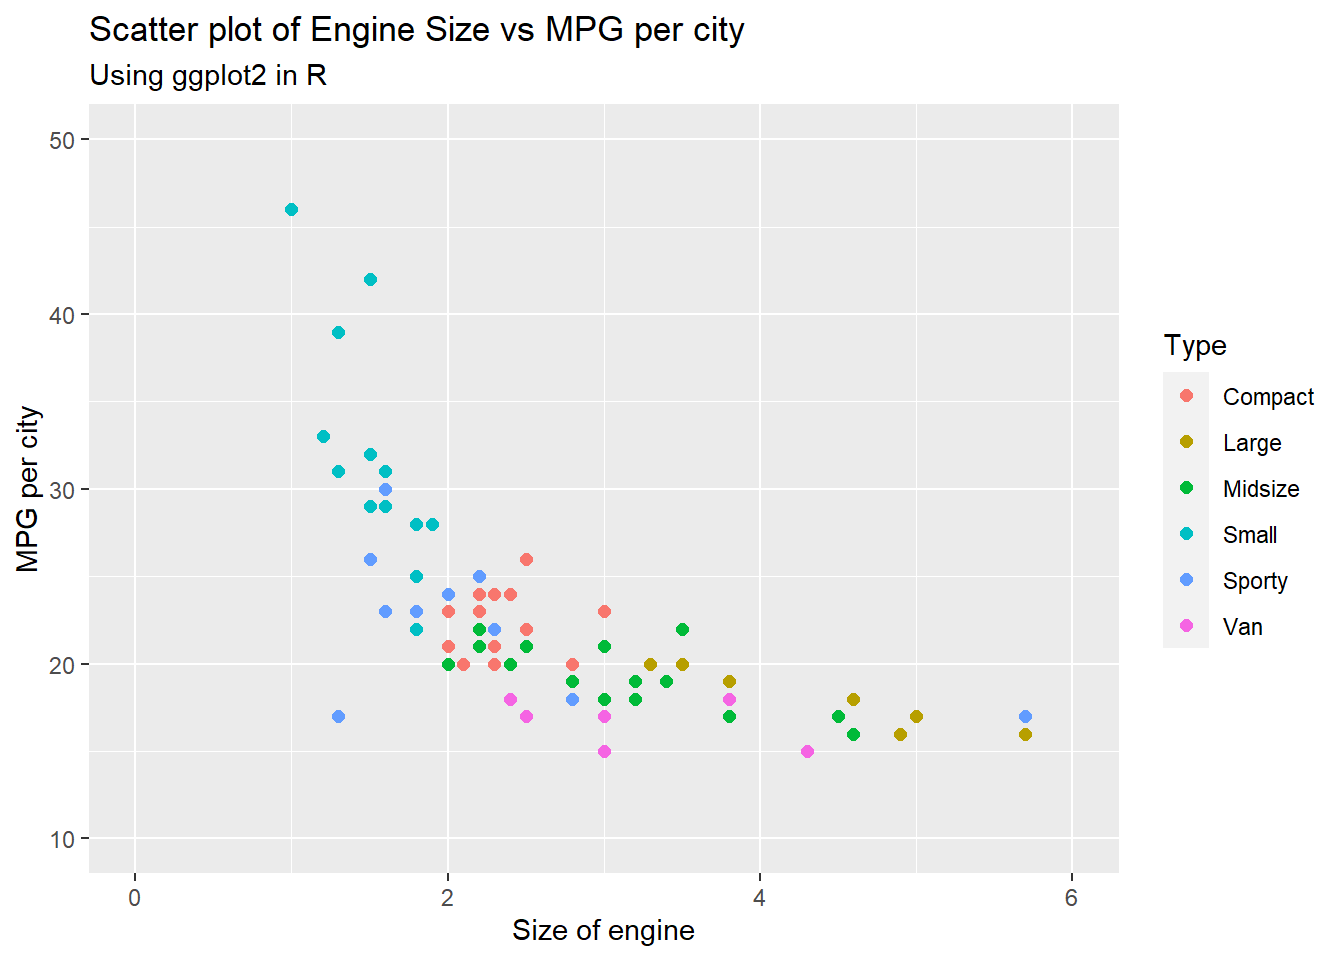 Scatter plot of Engine Size vs MPG per city
Using ggplot2 in R
50
40
30
20
10
MPG per city
0
2
4
6
Size of engine
Type
Compact
Large
Midsize
Small
Sporty
Van